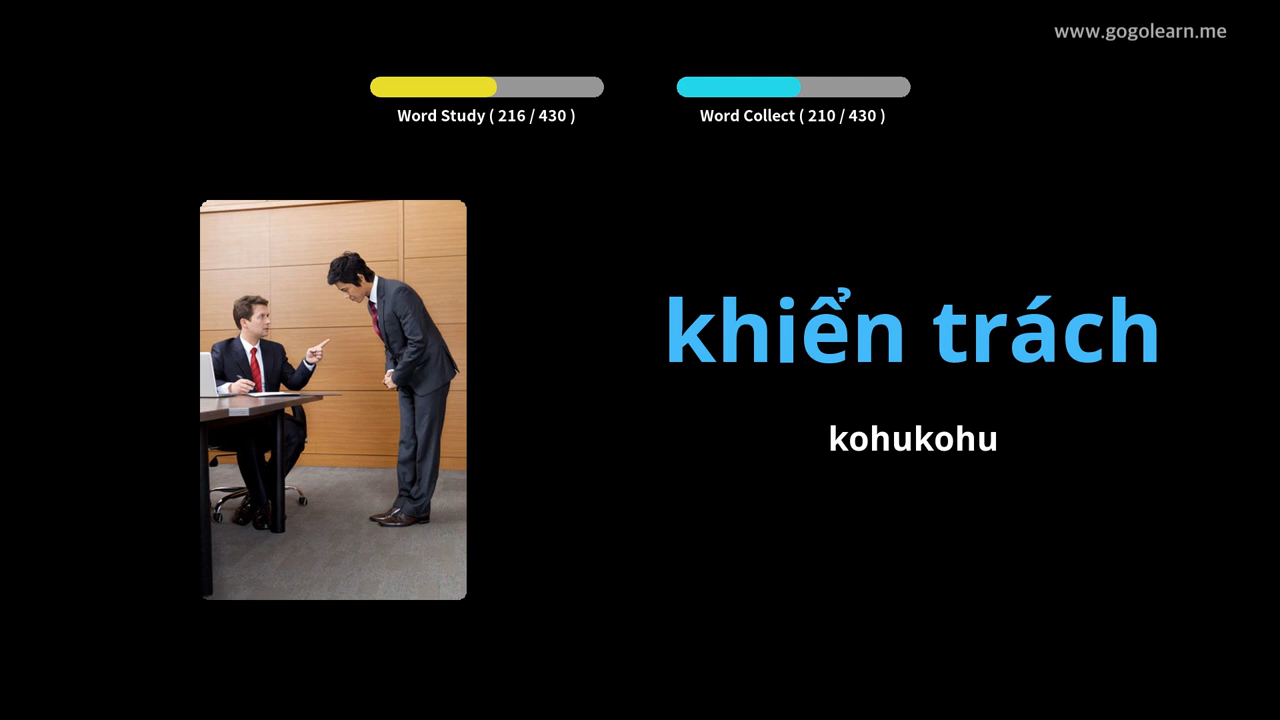 www.gogolearn.me
Word Study ( 216 / 430 )
Word Collect ( 210 / 430 )
khiển trách
kohukohu